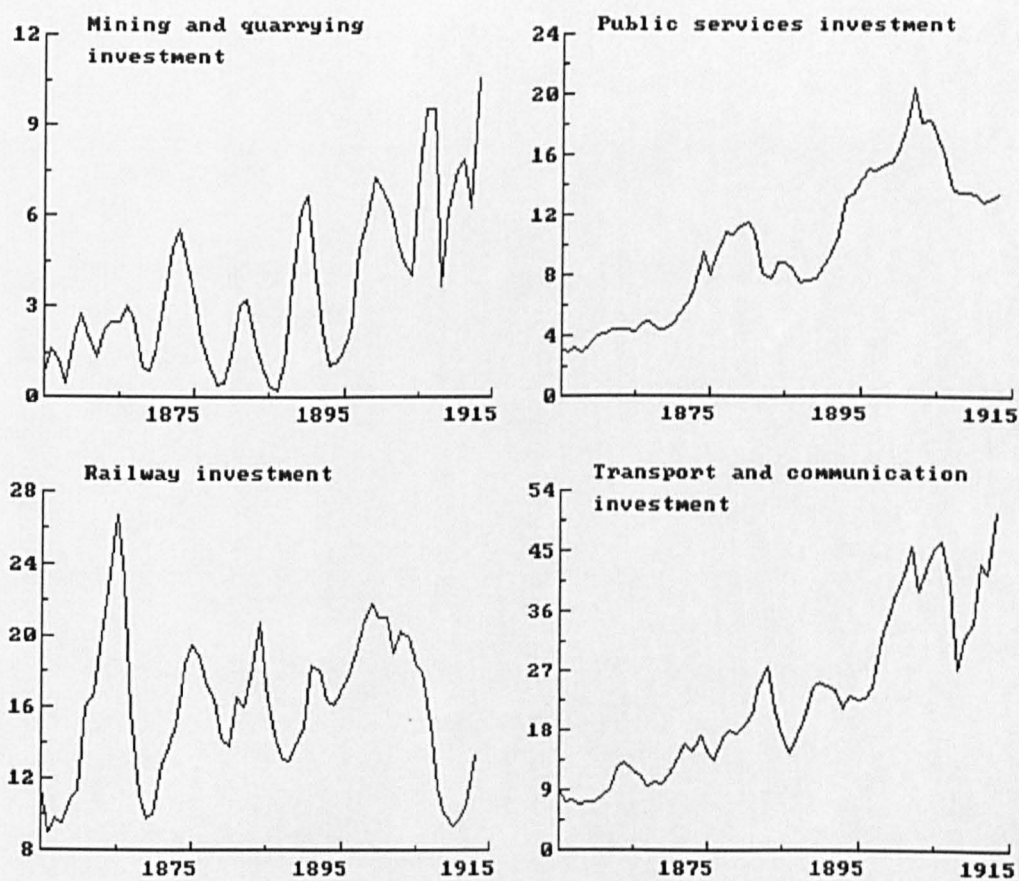 Mining and quarrying
investment
12
9
6
3
0
1875 1895 1915
Public services investment
24
20
16
12
8
4
0
1875 1895 1915
Railway investment
28
24
20
16
12
8
1875 1895 1915
Transport and communication
investment
54
45
36
27
18
9
0
1875 1895 1915